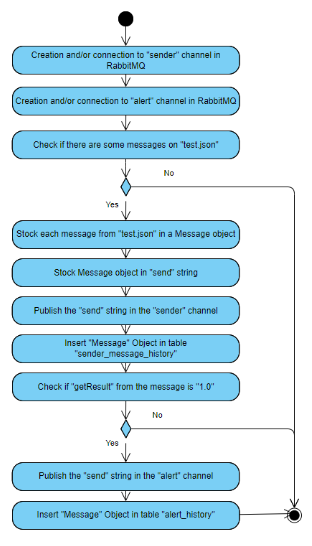 Creation and/or connection to "sender" channel in
RabbitMQ
Creation and/or connection to "alert" channel in RabbitMQ
Check if there are some messages on "test.json"
No
Yes
Stock each message from "test.json" in a Message object
Stock Message object in "send" string
Publish the "send" string in the "sender" channel
Insert "Message" Object in table
"sender_message_history"
Check if "getResult" from the message is "1.0"
No
Yes
Publish the "send" string in the "alert" channel
Insert "Message" Object in table "alert_history"